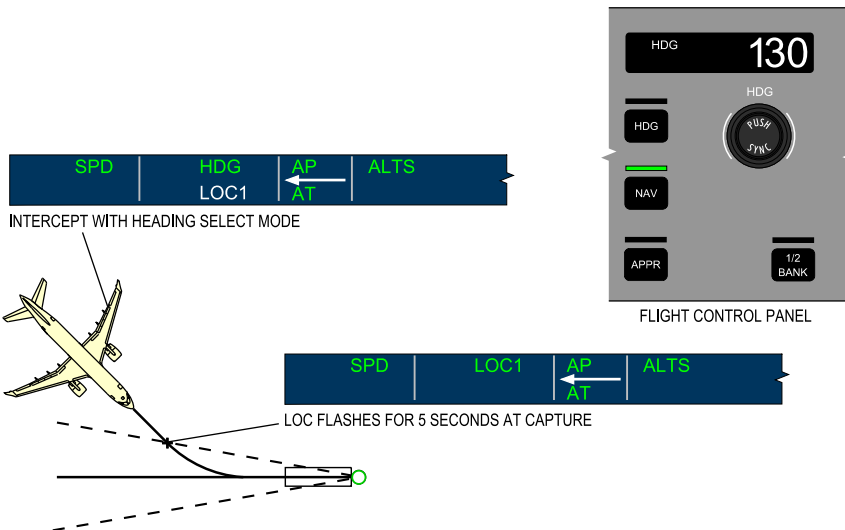 HDG 130
HDG
PUSH
SYNC
HDG
NAV
APPR
1/2
BANK
FLIGHT CONTROL PANEL
SPD HDG AP ALTS
LOC1 AT
INTERCEPT WITH HEADING SELECT MODE
SPD LOC1 AP ALTS
AT
LOC FLASHES FOR 5 SECONDS AT CAPTURE